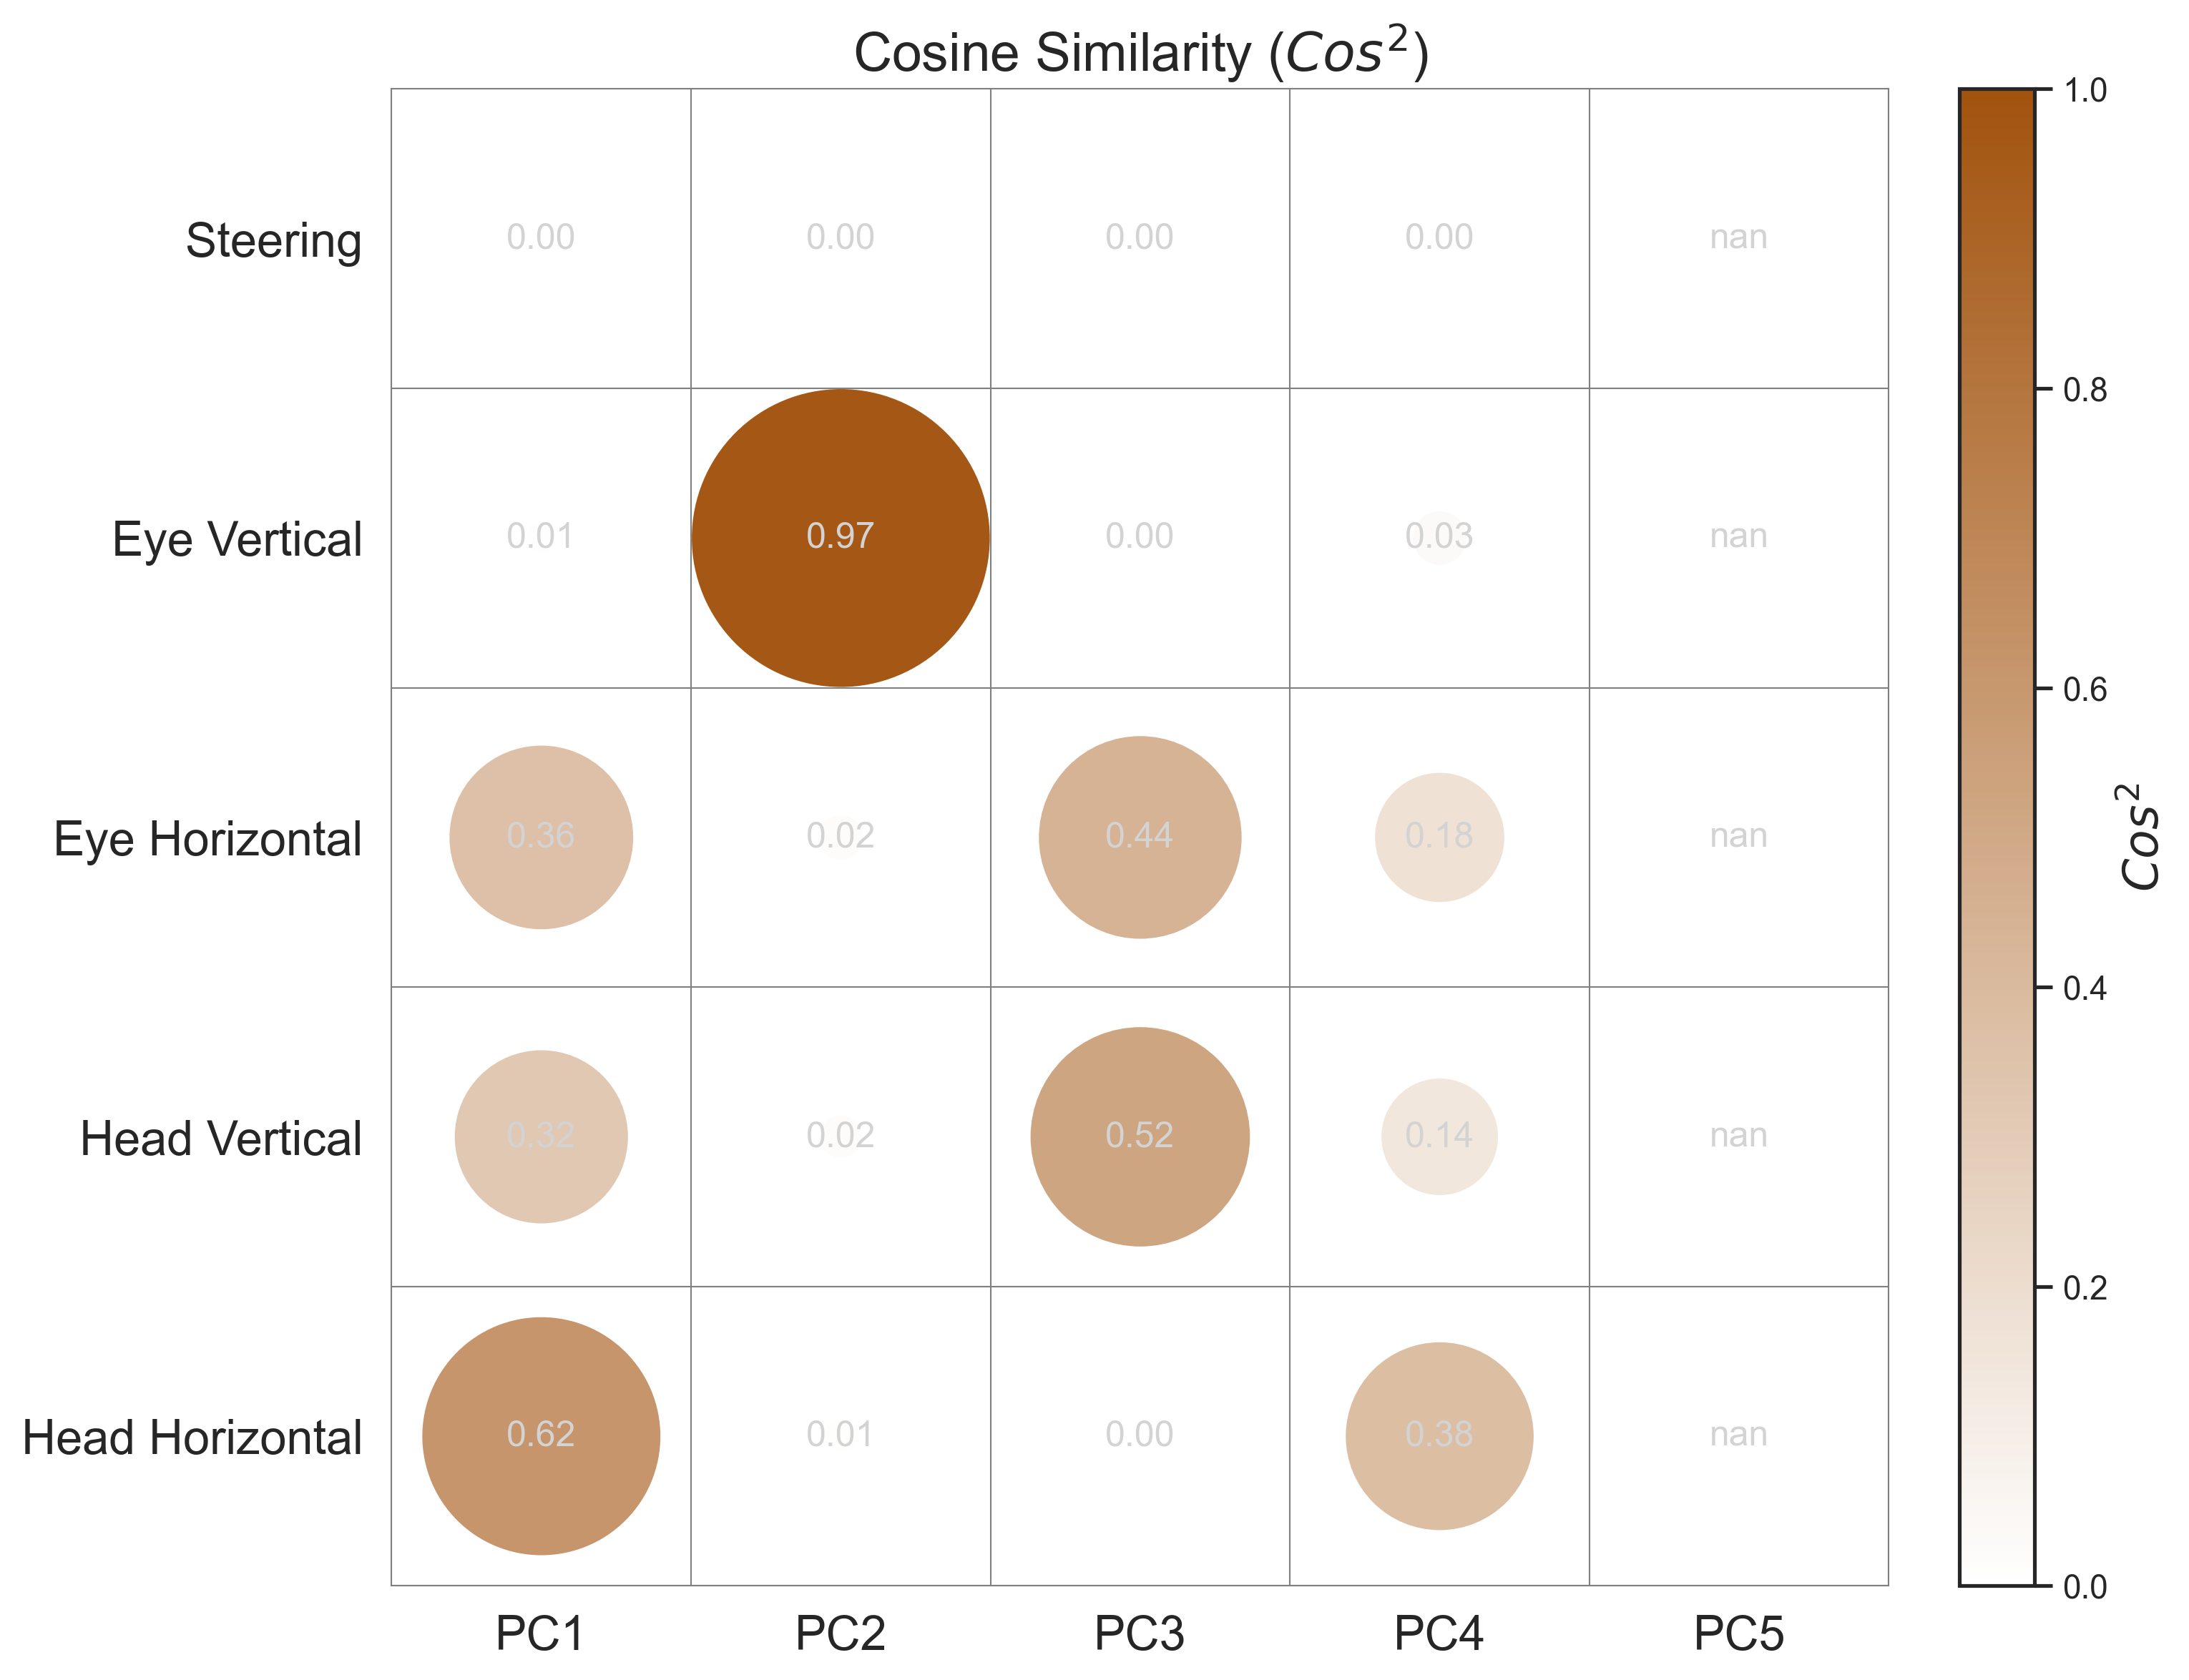 Cosine Similarity (Cos²)
Steering 0.00 0.00 0.00 0.00 nan
Eye Vertical 0.01 0.97 0.00 0.03 nan
Eye Horizontal 0.36 0.02 0.44 0.18 nan
Head Vertical 0.32 0.02 0.52 0.14 nan
Head Horizontal 0.62 0.01 0.00 0.38 nan
PC1 PC2 PC3 PC4 PC5
1.0
0.8
0.6
0.4
0.2
0.0
Cos²